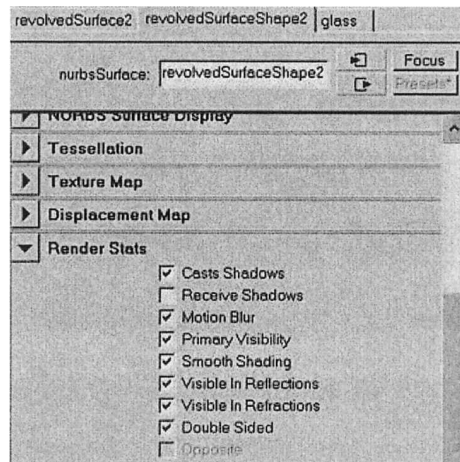 revolvedSurface2 revolvedSurfaceShape2 glass
nurbsSurface: revolvedSurfaceShape2 Focus
Presets*
NURBS Surface Display
Tessellation
Texture Map
Displacement Map
Render Stats
Casts Shadows
Receive Shadows
Motion Blur
Primary Visibility
Smooth Shading
Visible In Reflections
Visible In Refractions
Double Sided
Opposite